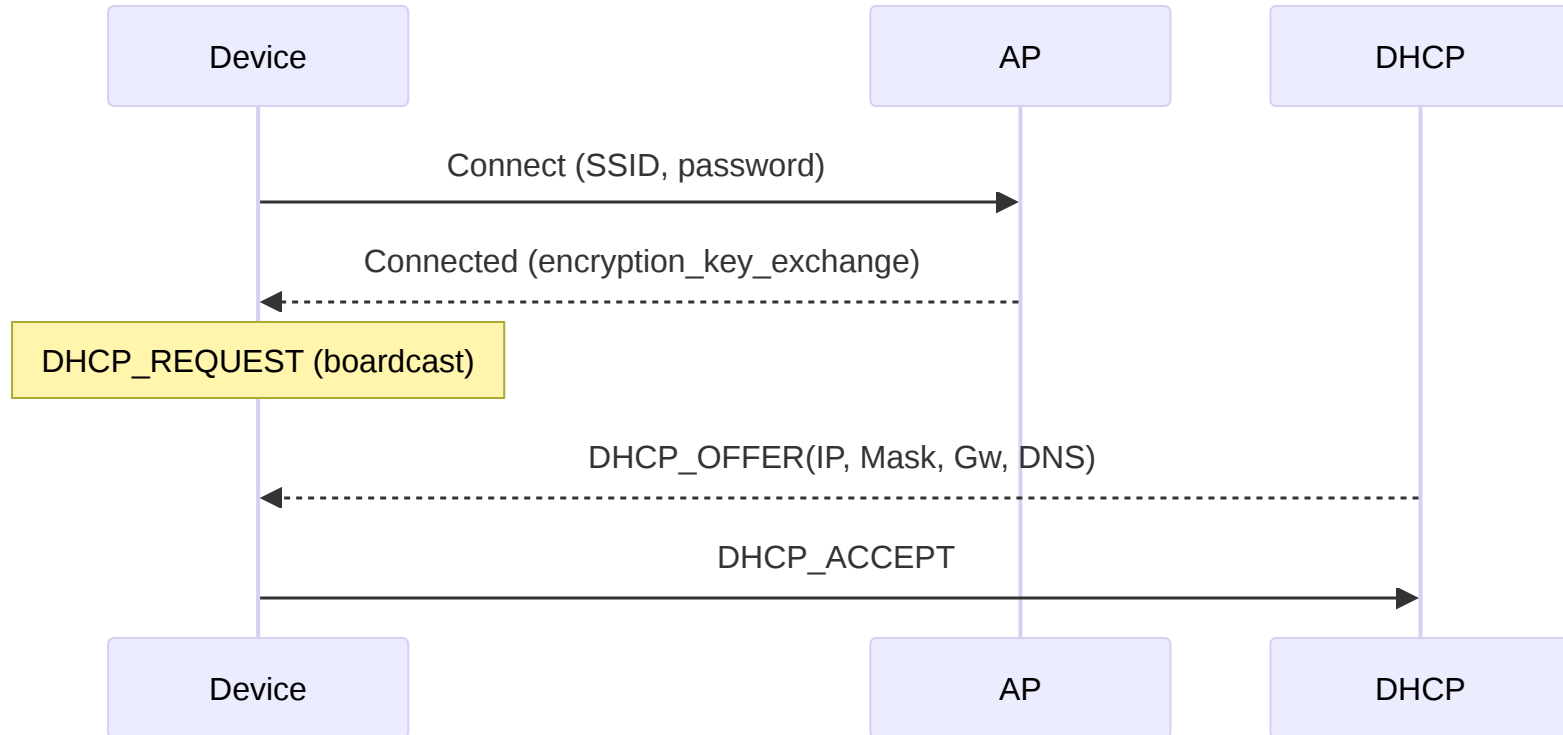 Device
AP
DHCP
Connect (SSID, password)
Connected (encryption_key_exchange)
DHCP_REQUEST (boardcast)
DHCP_OFFER(IP, Mask, Gw, DNS)
DHCP_ACCEPT
Device
AP
DHCP